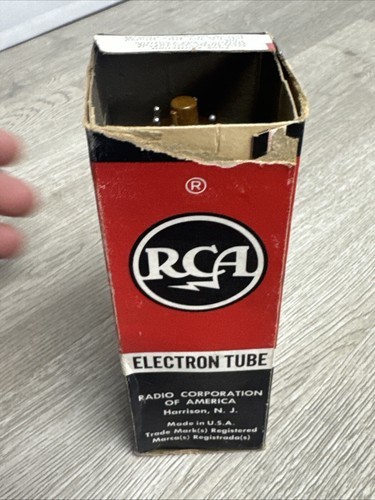 ®
RCA
ELECTRON TUBE
RADIO CORPORATION
OF AMERICA
Harrison, N. J.
Made in U.S.A.
Trade Mark(s) Registered
Marca(s) Registrada(s)